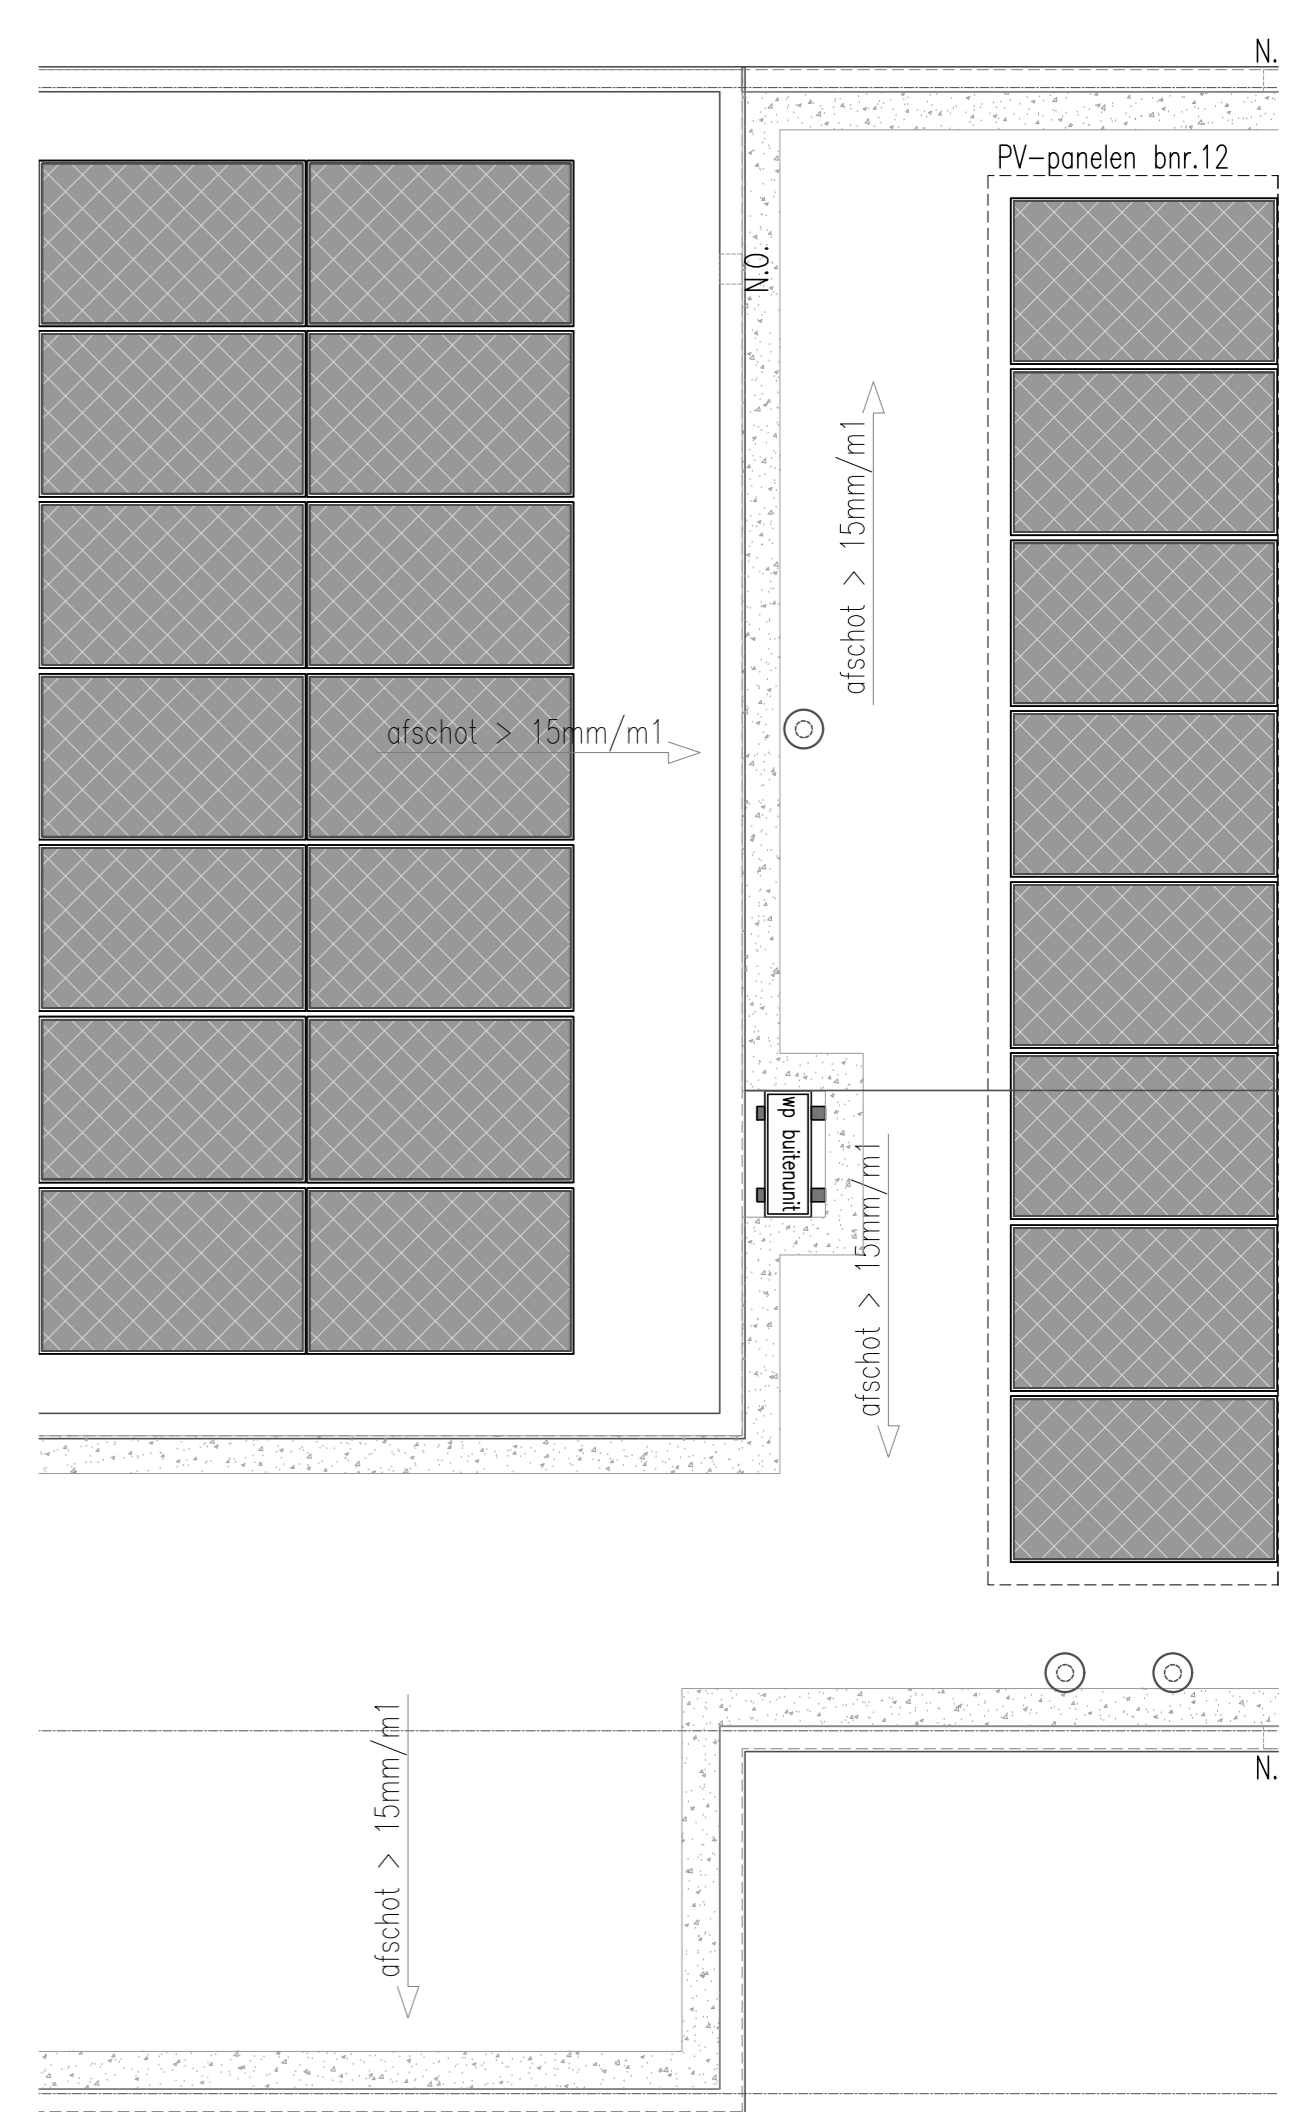 N.
PV-panelen bnr.12
N.O.
afschot > 15mm/m1
afschot > 15mm/m1
wp buitenunit
afschot > 15mm/m1
afschot > 15mm/m1
N.